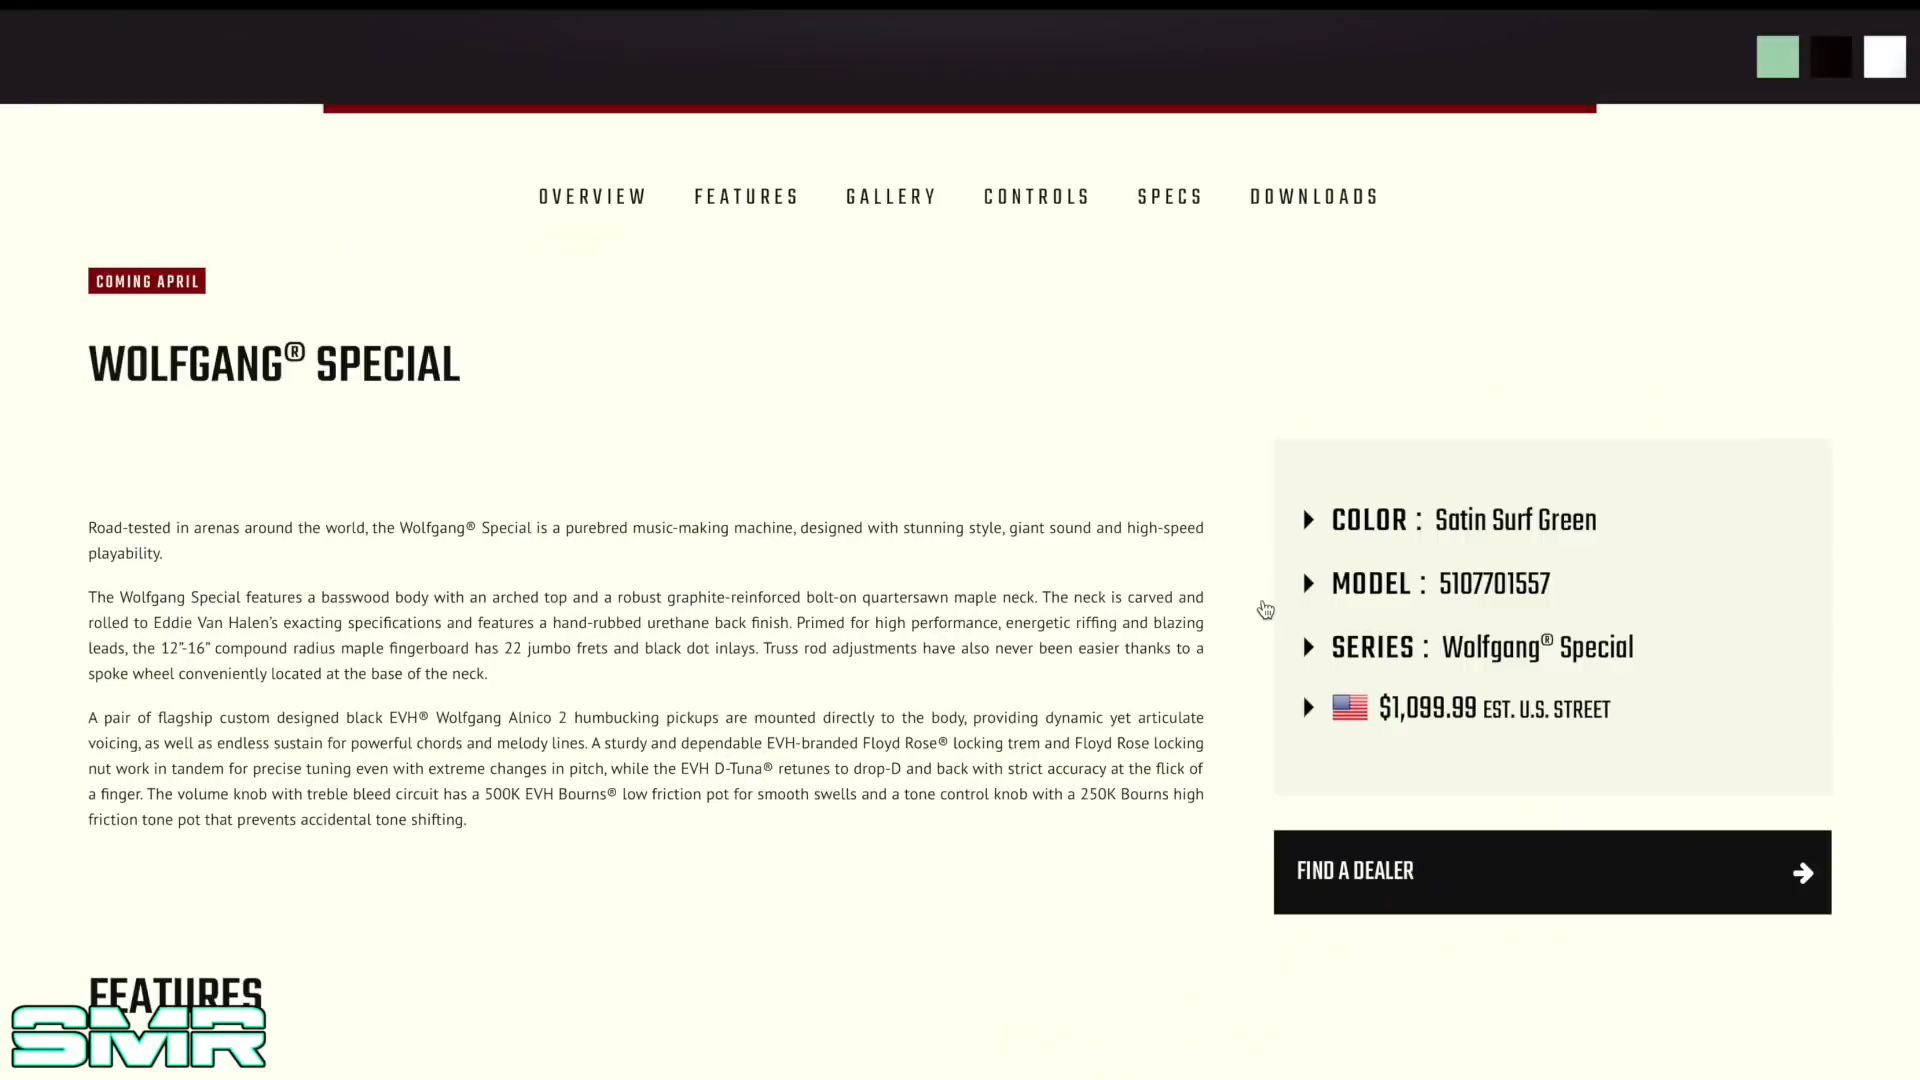 OVERVIEW FEATURES GALLERY CONTROLS SPECS DOWNLOADS
COMING APRIL
WOLFGANG® SPECIAL
Road-tested in arenas around the world, the Wolfgang® Special is a purebred music-making machine, designed with stunning style, giant sound and high-speed
playability.
The Wolfgang Special features a basswood body with an arched top and a robust graphite-reinforced bolt-on quartersawn maple neck. The neck is carved and
rolled to Eddie Van Halen’s exacting specifications and features a hand-rubbed urethane back finish. Primed for high performance, energetic riffing and blazing
leads, the 12”-16” compound radius maple fingerboard has 22 jumbo frets and black dot inlays. Truss rod adjustments have also never been easier thanks to a
spoke wheel conveniently located at the base of the neck.
A pair of flagship custom designed black EVH® Wolfgang Alnico 2 humbucking pickups are mounted directly to the body, providing dynamic yet articulate
voicing, as well as endless sustain for powerful chords and melody lines. A sturdy and dependable EVH-branded Floyd Rose® locking trem and Floyd Rose locking
nut work in tandem for precise tuning even with extreme changes in pitch, while the EVH D-Tuna® retunes to drop-D and back with strict accuracy at the flick of
a finger. The volume knob with treble bleed circuit has a 500K EVH Bourns® low friction pot for smooth swells and a tone control knob with a 250K Bourns high
friction tone pot that prevents accidental tone shifting.
COLOR : Satin Surf Green
MODEL : 5107701557
SERIES : Wolfgang® Special
$1,099.99 EST. U.S. STREET
FIND A DEALER
FEATURES
SMR